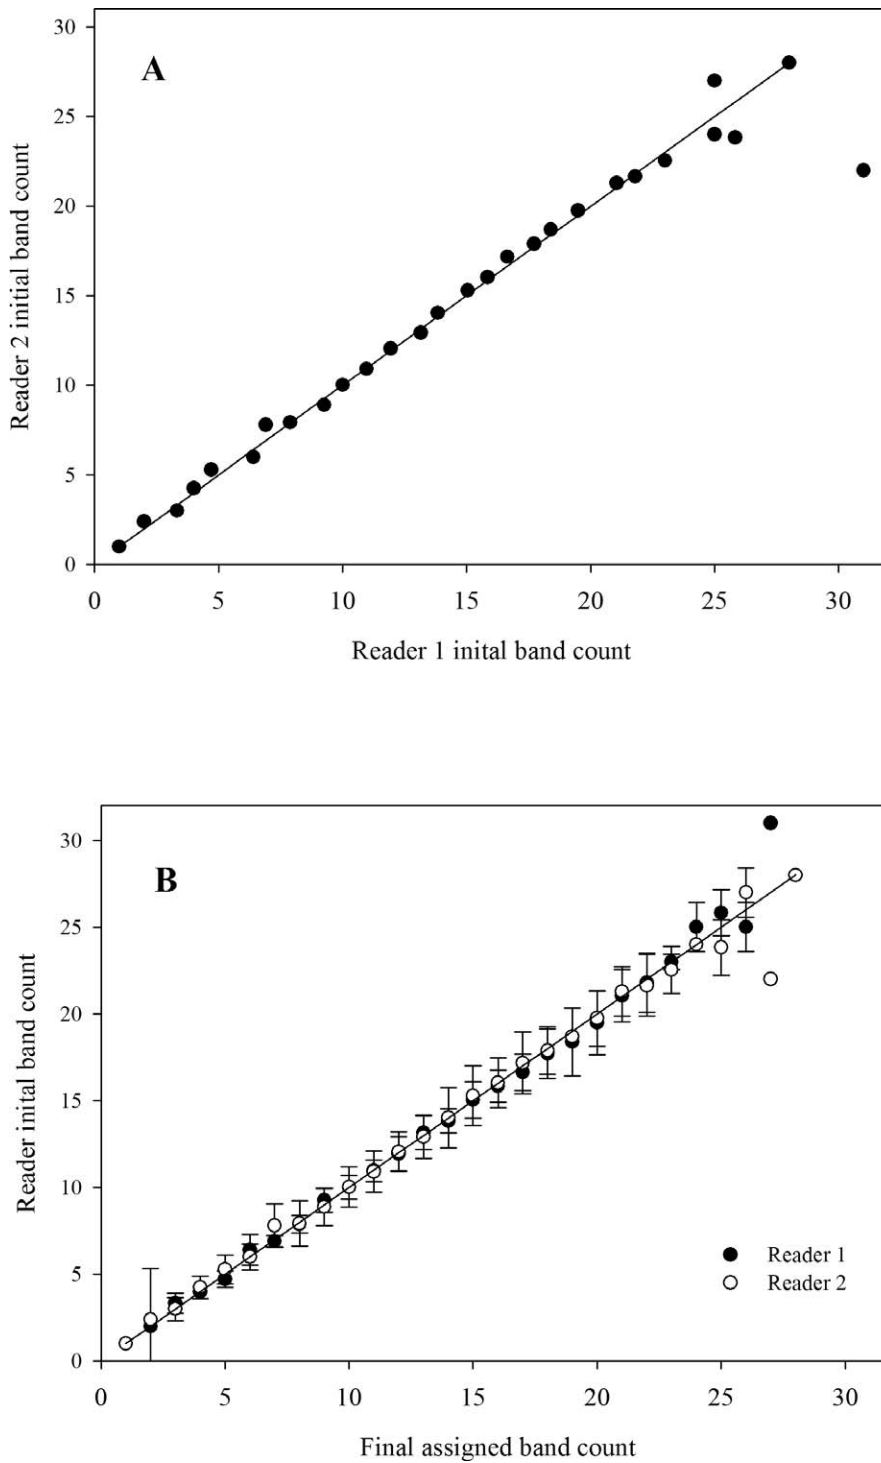 A
30
25
20
15
10
5
0
Reader 2 initial band count
0 5 10 15 20 25 30
Reader 1 inital band count
B
30
25
20
15
10
5
0
Reader inital band count
Reader 1
Reader 2
0 5 10 15 20 25 30
Final assigned band count